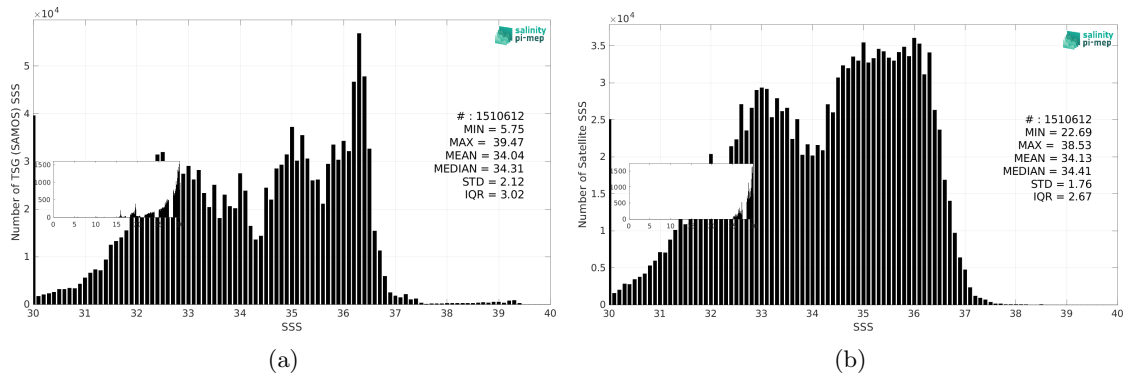 ×10⁴
salinity
pi-mep
Number of TSG (SAMOS) SSS
5
4
3
2
1
0
# : 1510612
MIN = 5.75
MAX = 39.47
MEAN = 34.04
MEDIAN = 34.31
STD = 2.12
IQR = 3.02
1500
1000
500
0
0 5 10 15 20 25
30 31 32 33 34 35 36 37 38 39 40
SSS
(a)
×10⁴
salinity
pi-mep
Number of Satellite SSS
3.5
3
2.5
2
1.5
1
0.5
0
# : 1510612
MIN = 22.69
MAX = 38.53
MEAN = 34.13
MEDIAN = 34.41
STD = 1.76
IQR = 2.67
1500
1000
500
0
0 5 10 15
30 31 32 33 34 35 36 37 38 39 40
SSS
(b)